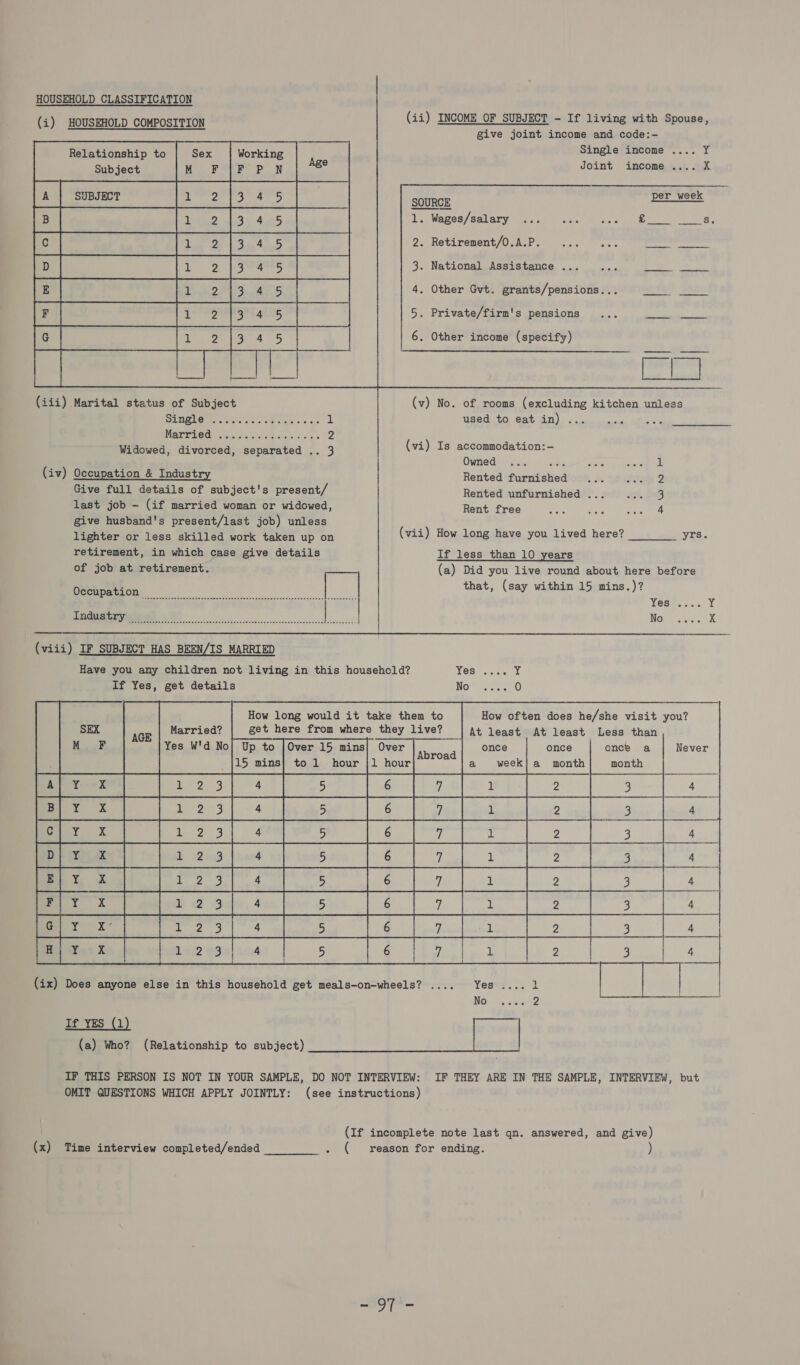 HOUSEHOLD CLASSIFICATION
(i) HOUSEHOLD COMPOSITION
Relationship to Subject | Sex M F | Working F P N | Age
A SUBJECT 1 2 3 4 5
B 1 2 3 4 5
C 1 2 3 4 5
D 1 2 3 4 5
E 1 2 3 4 5
F 1 2 3 4 5
G 1 2 3 4 5
(ii) INCOME OF SUBJECT - If living with Spouse,
give joint income and code:-
Single income .... Y
Joint income .... X
SOURCE per week
1. Wages/salary ... ... ... £___ ___s.
2. Retirement/O.A.P. ... ... ___ ___
3. National Assistance ... ... ___ ___
4. Other Gvt. grants/pensions... ___ ___
5. Private/firm's pensions ... ___ ___
6. Other income (specify)
(iii) Marital status of Subject
Single .................. 1
Married ................. 2
Widowed, divorced, separated .. 3
(iv) Occupation & Industry
Give full details of subject's present/
last job - (if married woman or widowed,
give husband's present/last job) unless
lighter or less skilled work taken up on
retirement, in which case give details
of job at retirement.
Occupation
Industry
(v) No. of rooms (excluding kitchen unless
used to eat in) ... ... ... ______
(vi) Is accommodation:-
Owned ... ... ... ... 1
Rented furnished ... ... 2
Rented unfurnished ... ... 3
Rent free ... ... ... 4
(vii) How long have you lived here? ______ yrs.
If less than 10 years
(a) Did you live round about here before
that, (say within 15 mins.)?
Yes .... Y
No .... X
(viii) IF SUBJECT HAS BEEN/IS MARRIED
Have you any children not living in this household? Yes .... Y
If Yes, get details No .... 0
SEX M F | AGE | Married? Yes W'd No | How long would it take them to get here from where they live? | How often does he/she visit you?
Up to 15 mins | Over 15 mins to 1 hour | Over 1 hour | Abroad | At least once a week | At least once a month | Less than once a month | Never
A Y X 1 2 3 4 5 6 7 1 2 3 4
B Y X 1 2 3 4 5 6 7 1 2 3 4
C Y X 1 2 3 4 5 6 7 1 2 3 4
D Y X 1 2 3 4 5 6 7 1 2 3 4
E Y X 1 2 3 4 5 6 7 1 2 3 4
F Y X 1 2 3 4 5 6 7 1 2 3 4
G Y X 1 2 3 4 5 6 7 1 2 3 4
H Y X 1 2 3 4 5 6 7 1 2 3 4
(ix) Does anyone else in this household get meals-on-wheels? .... Yes .... 1
No .... 2
If YES (1)
(a) Who? (Relationship to subject) ______
IF THIS PERSON IS NOT IN YOUR SAMPLE, DO NOT INTERVIEW: IF THEY ARE IN THE SAMPLE, INTERVIEW, but
OMIT QUESTIONS WHICH APPLY JOINTLY: (see instructions)
(If incomplete note last qn. answered, and give)
(x) Time interview completed/ended ______ . ( reason for ending. )
- 97 -